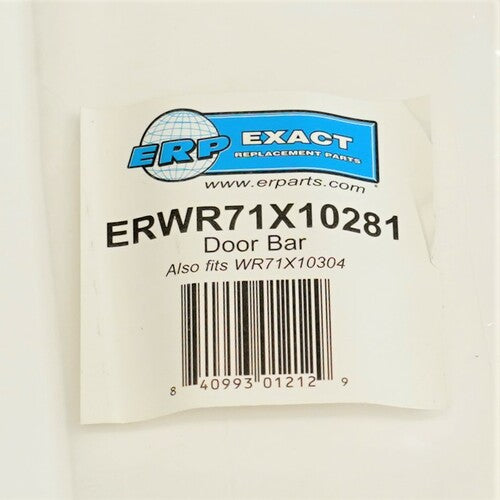 ERP EXACT
REPLACEMENT PARTS
www.erparts.com
ERWR71X10281
Door Bar
Also fits WR71X10304
8 40993 01212 9